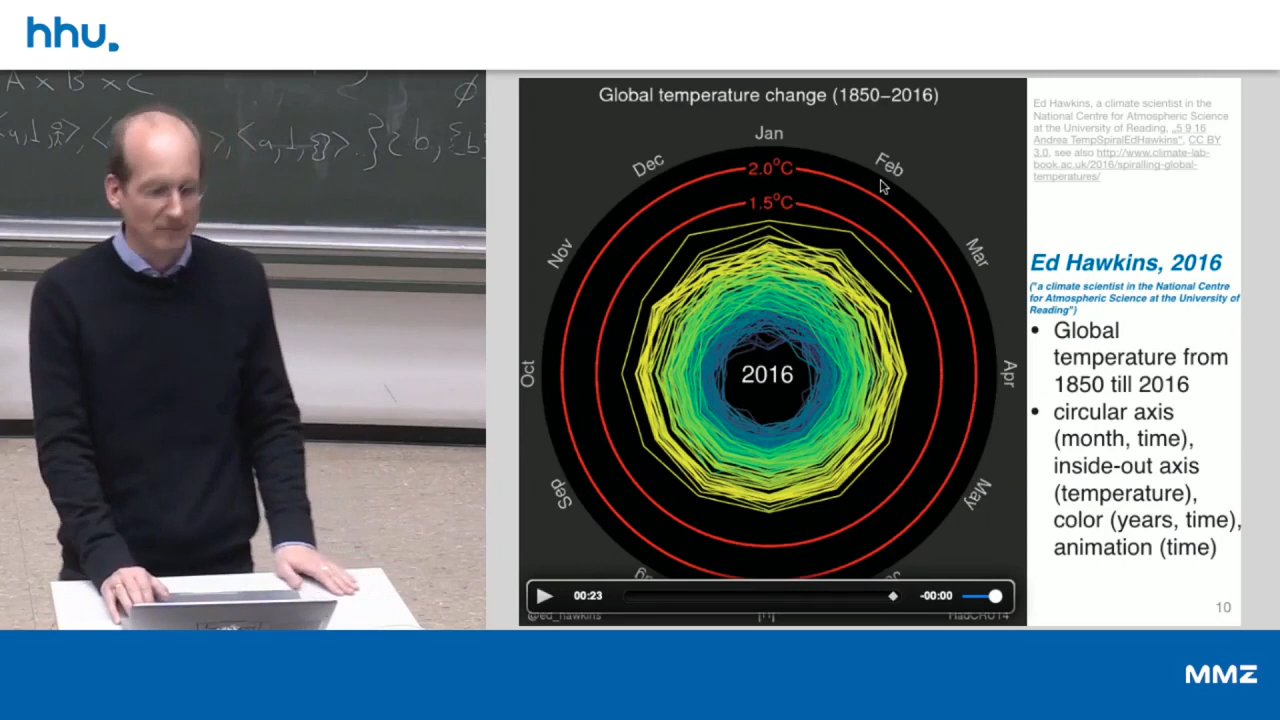 hhu.
A x B x C
Global temperature change (1850–2016)
Jan
Feb
Mar
Apr
May
Sep
Oct
Nov
Dec
2.0°C
1.5°C
2016
00:23
-00:00
@ed_hawkins
HadCRUT4
Ed Hawkins, a climate scientist in the
National Centre for Atmospheric Science
at the University of Reading, „5 9 16
Andrea TempSpiralEdHawkins“, CC BY
3.0, see also http://www.climate-lab-
book.ac.uk/2016/spiralling-global-
temperatures/
Ed Hawkins, 2016
("a climate scientist in the National Centre
for Atmospheric Science at the University of
Reading")
• Global
temperature from
1850 till 2016
• circular axis
(month, time),
inside-out axis
(temperature),
color (years, time),
animation (time)
10
MMZ